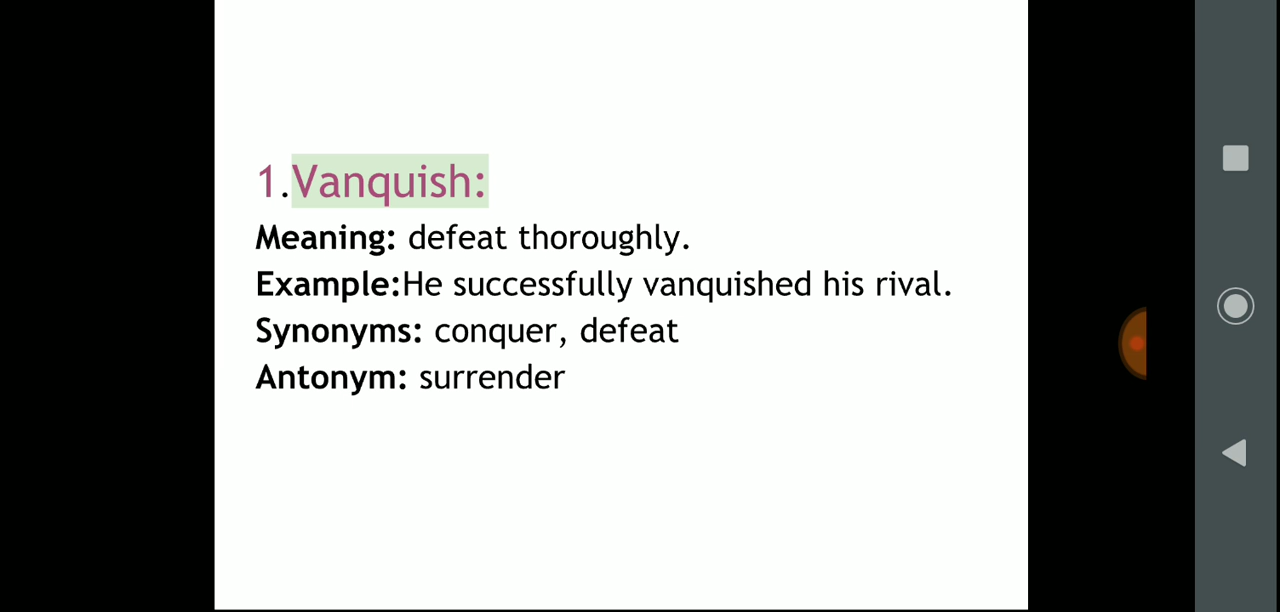 1.Vanquish:
Meaning: defeat thoroughly.
Example:He successfully vanquished his rival.
Synonyms: conquer, defeat
Antonym: surrender